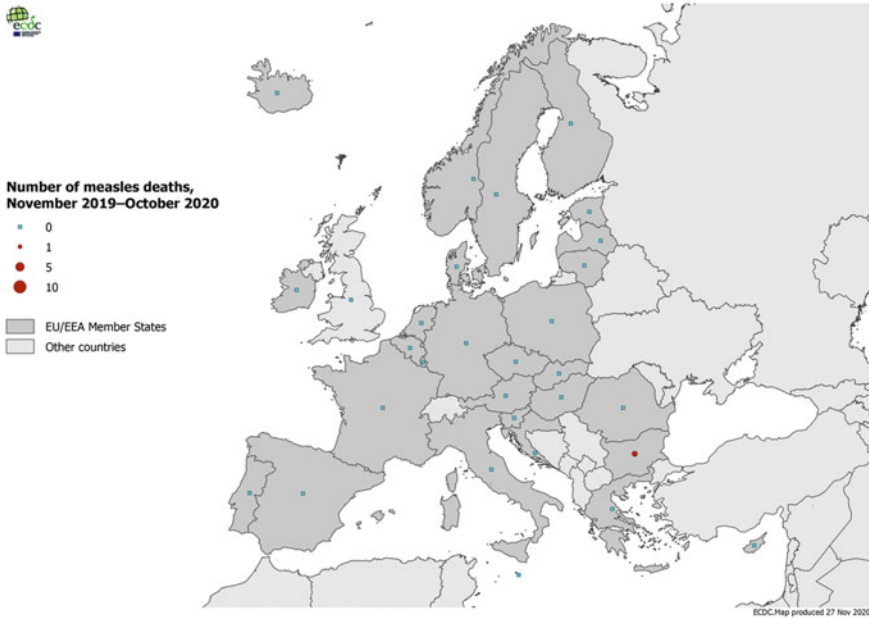 ecdc
Number of measles deaths,
November 2019–October 2020
0
1
5
10
EU/EEA Member States
Other countries
ECDC.Map produced 27 Nov 2020